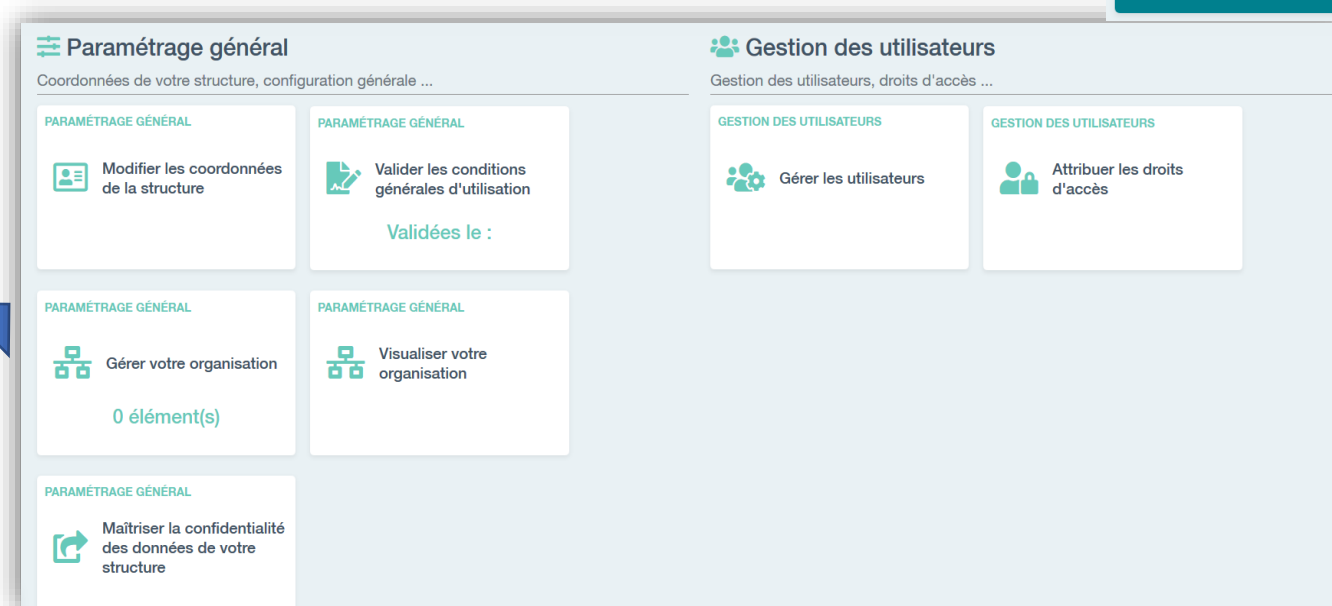 Paramétrage général
Coordonnées de votre structure, configuration générale ...
PARAMÉTRAGE GÉNÉRAL
Modifier les coordonnées
de la structure
PARAMÉTRAGE GÉNÉRAL
Valider les conditions
générales d'utilisation
Validées le :
PARAMÉTRAGE GÉNÉRAL
Gérer votre organisation
0 élément(s)
PARAMÉTRAGE GÉNÉRAL
Visualiser votre
organisation
PARAMÉTRAGE GÉNÉRAL
Maîtriser la confidentialité
des données de votre
structure
Gestion des utilisateurs
Gestion des utilisateurs, droits d'accès ...
GESTION DES UTILISATEURS
Gérer les utilisateurs
GESTION DES UTILISATEURS
Attribuer les droits
d'accès